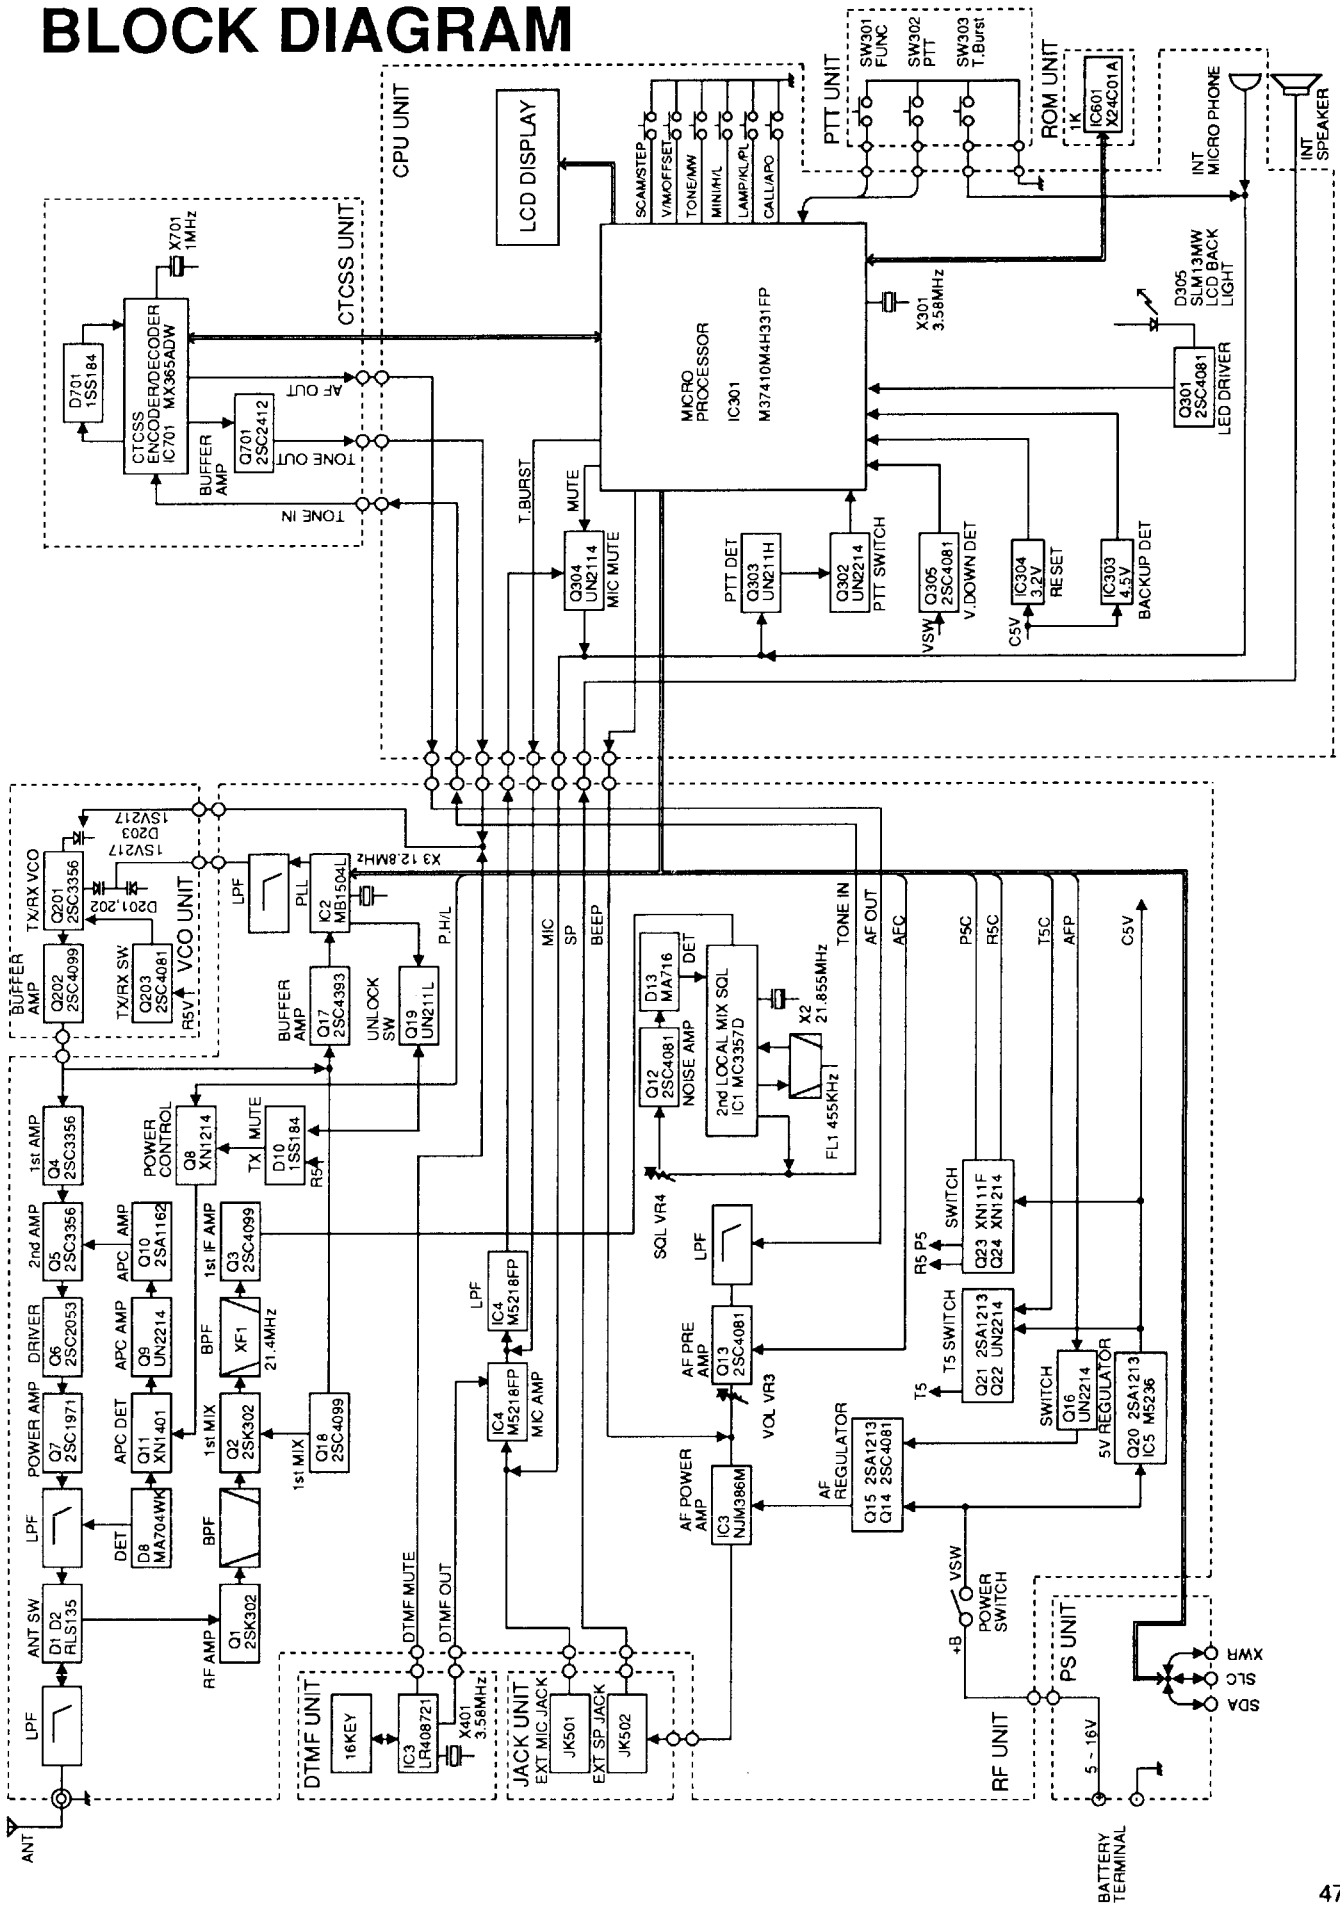 BLOCK DIAGRAM
CPU UNIT
LCD DISPLAY
SCAM/STEP
V/M/OFFSET
TONE/MW
MINI/H/L
LAMP/KL/PL
CALL/APO
PTT UNIT
SW301
FUNC
SW302
PTT
SW303
T.Burst
ROM UNIT
1K
IC601
X24C01A
INT
MICRO PHONE
INT
SPEAKER
CTCSS UNIT
X701
1MHz
D701
1SS184
CTCSS
ENCODER/DECODER
IC701 MX365ADW
BUFFER
AMP
Q701
2SC2412
AF OUT
TONE OUT
TONE IN
MICRO
PROCESSOR
IC301
M37410M4H331FP
X301
3.58MHz
D305
SLM13MW
LCD BACK
LIGHT
Q301
2SC4081
LED DRIVER
T.BURST
MUTE
Q304
UN2114
MIC MUTE
PTT DET
Q303
UN211H
Q302
UN2214
PTT SWITCH
VSW
Q305
2SC4081
V.DOWN DET
C5V
IC304
3.2V
RESET
IC303
4.5V
BACKUP DET
VCO UNIT
TX/RX VCO
Q201
2SC3356
D203
1SV217
D201,202
1SV217
BUFFER
AMP
Q202
2SC4099
TX/RX SW
Q203
2SC4081
R5V
LPF
PLL
IC2
MB1504L
X3 12.8MHz
BUFFER
AMP
Q17
2SC4393
UNLOCK
SW
Q19
UN211L
P.H/L
MIC
SP
BEEP
D13
MA716
DET
Q12
2SC4081
NOISE AMP
2nd LOCAL MIX SQL
IC1 MC3357D
X2
21.855MHz
FL1 455KHz
SQL VR4
TONE IN
AF OUT
AFC
P5C
R5C
T5C
AFP
C5V
1st AMP
Q4
2SC3356
2nd AMP
Q5
2SC3356
DRIVER
Q6
2SC2053
POWER AMP
Q7
2SC1971
LPF
ANT SW
D1 D2
RLS135
LPF
ANT
POWER
CONTROL
Q8
XN1214
TX MUTE
D10
1SS184
R5
APC AMP
Q10
2SA1162
APC AMP
Q9
UN2214
APC DET
Q11
XN1401
DET
D8
MA704WK
1st IF AMP
Q3
2SC4099
BPF
XF1
21.4MHz
1st MIX
Q2
2SK302
BPF
RF AMP
Q1
2SK302
1st MIX
Q18
2SC4099
LPF
IC4
M5218FP
IC4
M5218FP
MIC AMP
LPF
AF PRE
AMP
Q13
2SC4081
VOL VR3
AF POWER
AMP
IC3
NJM386M
AF
REGULATOR
Q15 2SA1213
Q14 2SC4081
SWITCH
Q23 XN111F
Q24 XN1214
R5 P5
T5 SWITCH
Q21 2SA1213
Q22 UN2214
T5
SWITCH
Q16
UN2214
5V REGULATOR
Q20 2SA1213
IC5 M5236
DTMF MUTE
DTMF OUT
DTMF UNIT
16KEY
IC3
LR408721
X401
3.58MHz
JACK UNIT
EXT MIC JACK
JK501
EXT SP JACK
JK502
RF UNIT
+B
VSW
POWER
SWITCH
PS UNIT
5 ~ 16V
BATTERY
TERMINAL
XWR
SLC
SDA
47